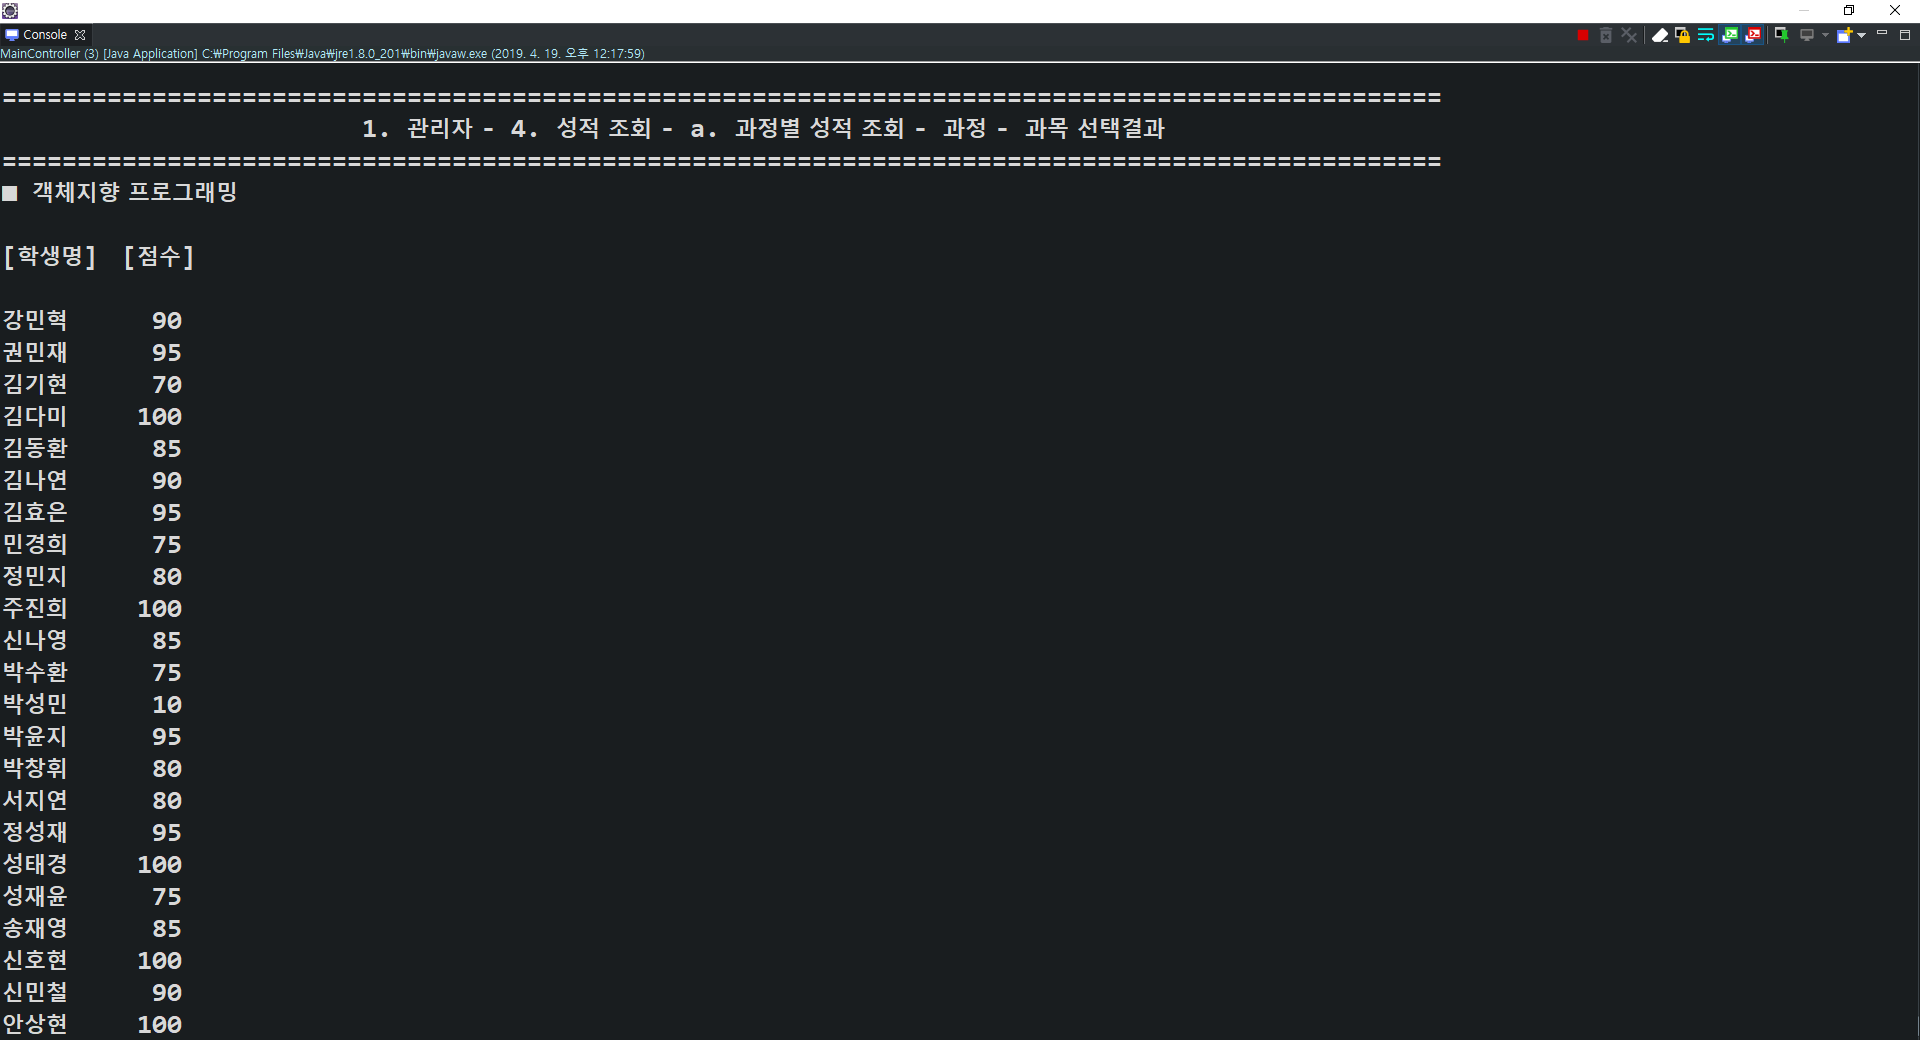 Console
MainController (3) [Java Application] C:₩Program Files₩Java₩jre1.8.0_201₩bin₩javaw.exe (2019. 4. 19. 오후 12:17:59)
================================================================================================
1. 관리자 - 4. 성적 조회 - a. 과정별 성적 조회 - 과정 - 과목 선택결과
================================================================================================
■ 객체지향 프로그래밍
[학생명] [점수]
강민혁 90
권민재 95
김기현 70
김다미 100
김동환 85
김나연 90
김효은 95
민경희 75
정민지 80
주진희 100
신나영 85
박수환 75
박성민 10
박윤지 95
박창휘 80
서지연 80
정성재 95
성태경 100
성재윤 75
송재영 85
신호현 100
신민철 90
안상현 100